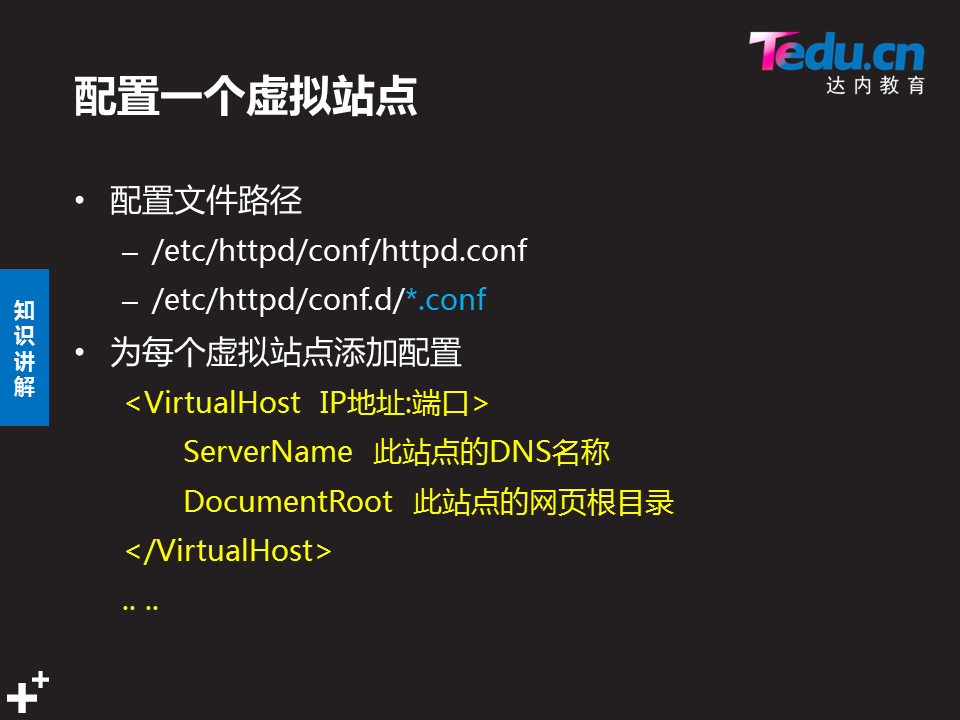 Tedu.cn
达内教育
配置一个虚拟站点
• 配置文件路径
– /etc/httpd/conf/httpd.conf
– /etc/httpd/conf.d/*.conf
知识讲解
• 为每个虚拟站点添加配置
<VirtualHost IP地址:端口>
ServerName 此站点的DNS名称
DocumentRoot 此站点的网页根目录
</VirtualHost>
.. ..